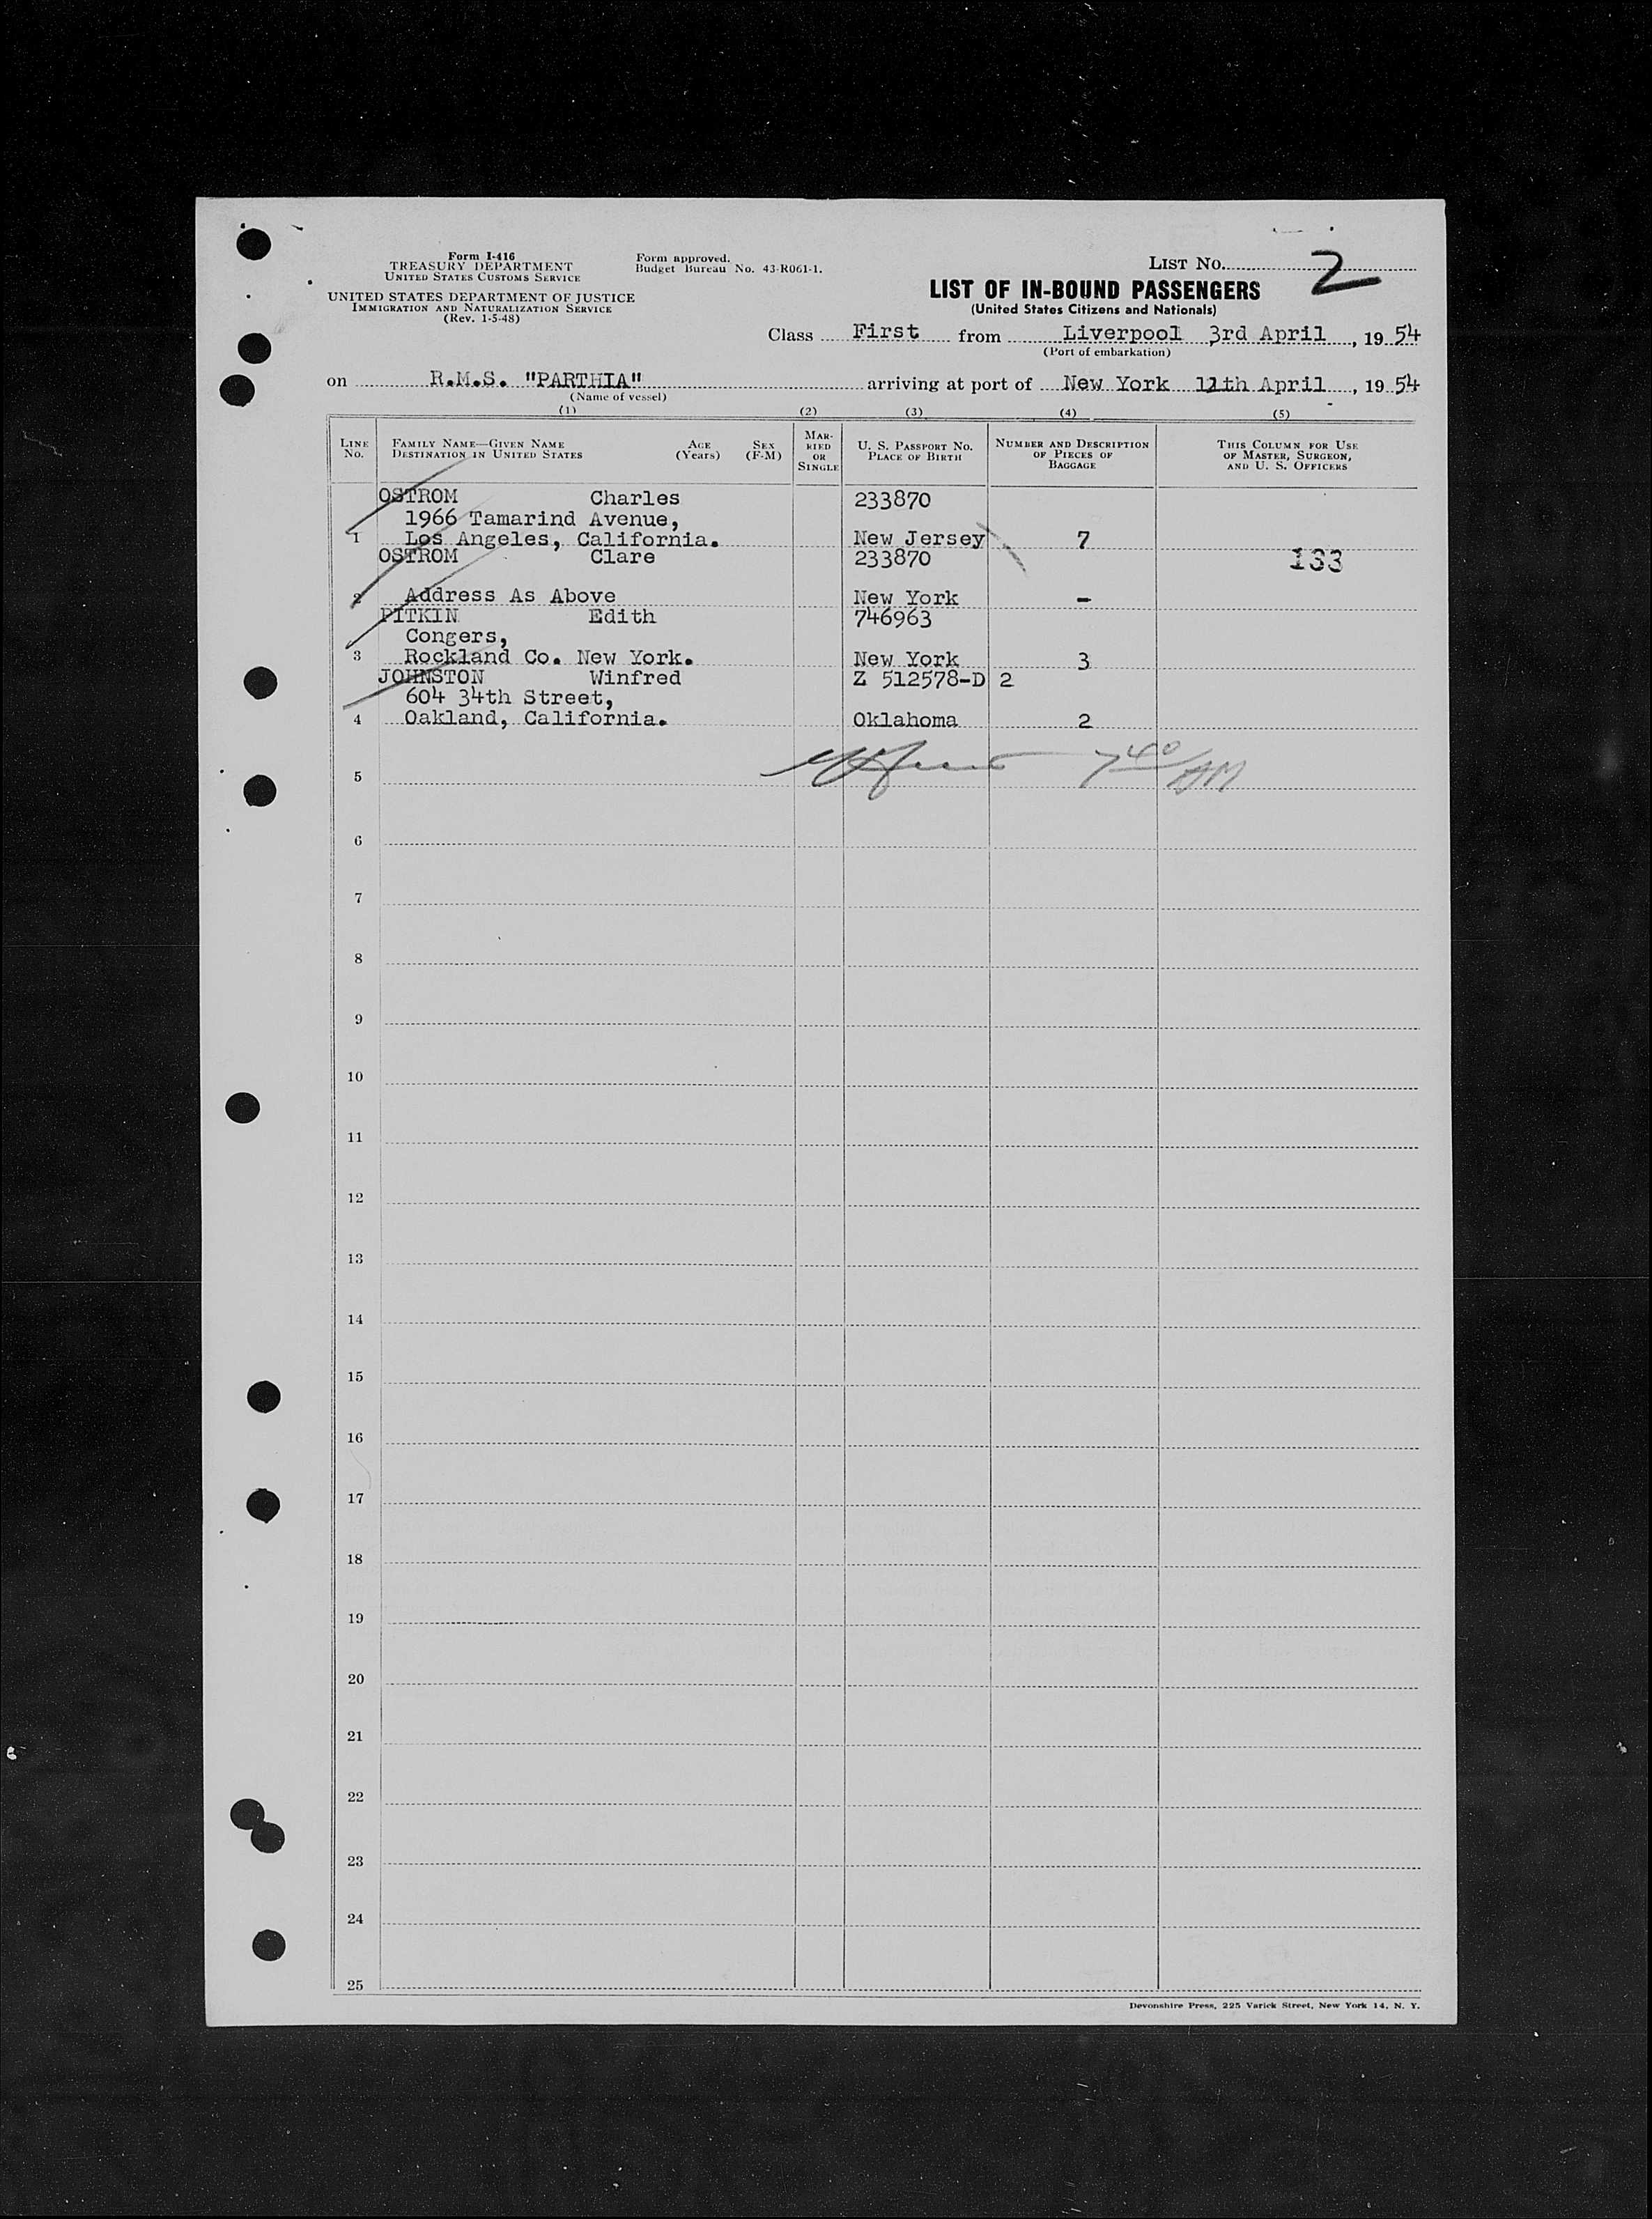 Form I-416
TREASURY DEPARTMENT
UNITED STATES CUSTOMS SERVICE
UNITED STATES DEPARTMENT OF JUSTICE
IMMIGRATION AND NATURALIZATION SERVICE
(Rev. 1-5-48)
Form approved.
Budget Bureau No. 43-R061-1.
LIST No. 2
LIST OF IN-BOUND PASSENGERS
(United States Citizens and Nationals)
Class First from Liverpool 3rd April, 1954
(Port of embarkation)
on R.M.S. "PARTHIA" arriving at port of New York 12th April, 1954
(Name of vessel)
(1) (2) (3) (4) (5)
LINE No. FAMILY NAME—GIVEN NAME DESTINATION IN UNITED STATES AGE (Years) SEX (F-M) MARRIED OR SINGLE U. S. PASSPORT NO. PLACE OF BIRTH NUMBER AND DESCRIPTION OF PIECES OF BAGGAGE THIS COLUMN FOR USE OF MASTER, SURGEON, AND U. S. OFFICERS
OSTROM Charles 233870
1966 Tamarind Avenue,
1 Los Angeles, California. New Jersey 7
OSTROM Clare 233870 133
2 Address As Above New York -
PITKIN Edith 746963
Congers,
3 Rockland Co. New York. New York 3
JOHNSTON Winfred Z 512578-D 2
604 34th Street,
4 Oakland, California. Oklahoma 2
5 7 40 AM
6
7
8
9
10
11
12
13
14
15
16
17
18
19
20
21
22
23
24
25
Devonshire Press, 225 Varick Street, New York 14, N. Y.